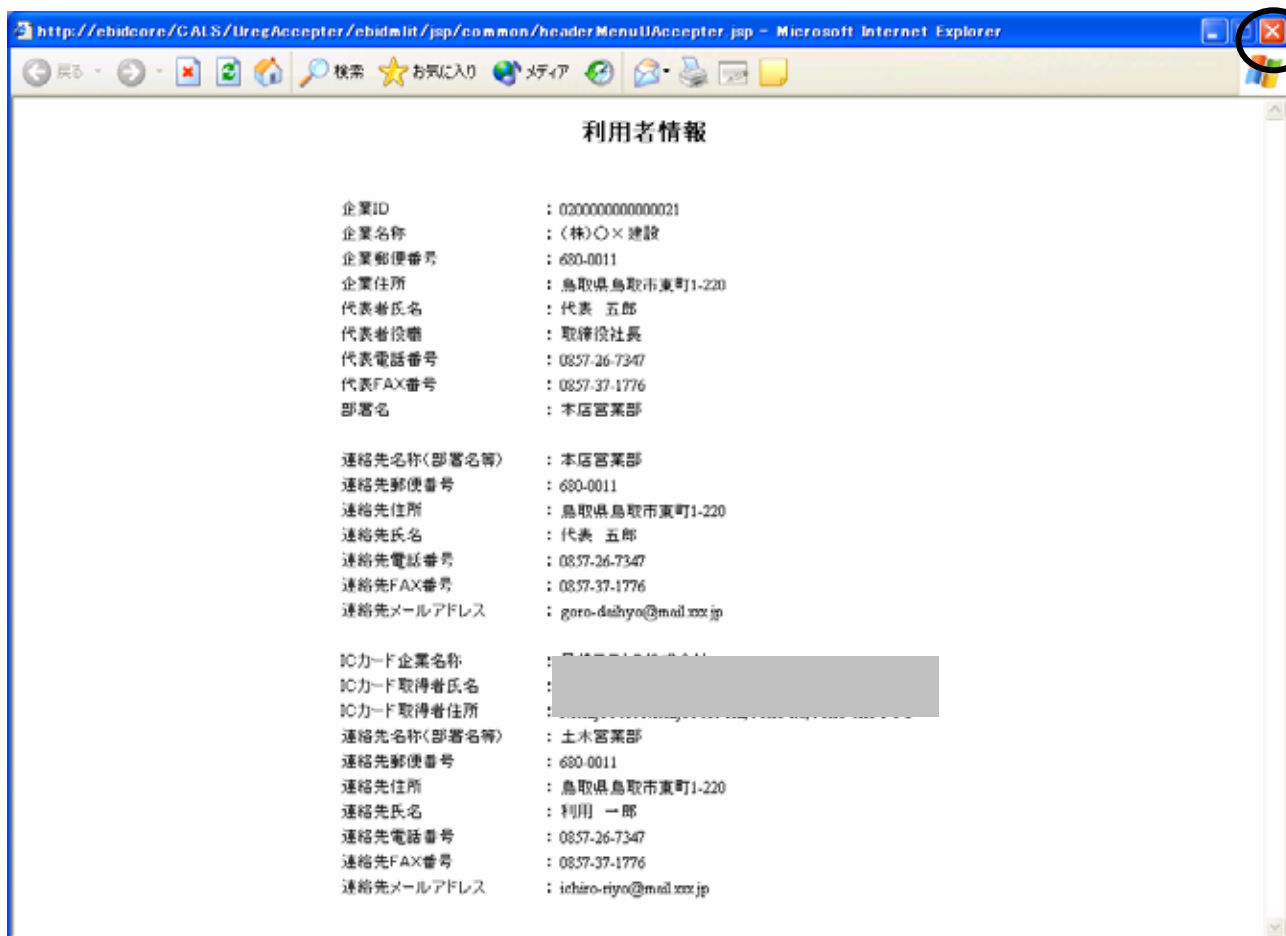 http://ebidcore/CALS/UregAccepter/ebidmlit/jsp/common/headerMenuUAccepter.jsp - Microsoft Internet Explorer
戻る 検索 お気に入り メディア
利用者情報
企業ID : 0200000000000021
企業名称 : (株)〇×建設
企業郵便番号 : 680-0011
企業住所 : 鳥取県鳥取市東町1-220
代表者氏名 : 代表 五郎
代表者役職 : 取締役社長
代表電話番号 : 0857-26-7347
代表FAX番号 : 0857-37-1776
部署名 : 本店営業部
連絡先名称(部署名等) : 本店営業部
連絡先郵便番号 : 680-0011
連絡先住所 : 鳥取県鳥取市東町1-220
連絡先氏名 : 代表 五郎
連絡先電話番号 : 0857-26-7347
連絡先FAX番号 : 0857-37-1776
連絡先メールアドレス : goro-daihyo@mail.xxx.jp
ICカード企業名称 :
ICカード取得者氏名 :
ICカード取得者住所 :
連絡先名称(部署名等) : 土木営業部
連絡先郵便番号 : 680-0011
連絡先住所 : 鳥取県鳥取市東町1-220
連絡先氏名 : 利用 一郎
連絡先電話番号 : 0857-26-7347
連絡先FAX番号 : 0857-37-1776
連絡先メールアドレス : ichiro-riyo@mail.xxx.jp